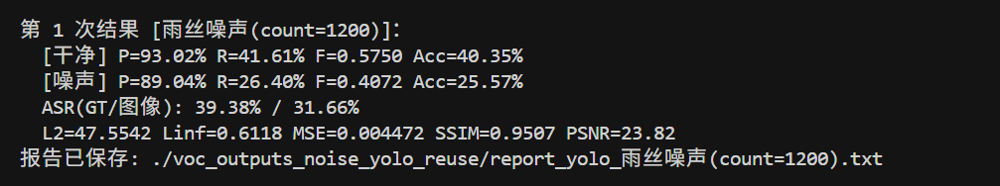 第 1 次结果 [雨丝噪声(count=1200)]:
[干净] P=93.02% R=41.61% F=0.5750 Acc=40.35%
[噪声] P=89.04% R=26.40% F=0.4072 Acc=25.57%
ASR(GT/图像): 39.38% / 31.66%
L2=47.5542 Linf=0.6118 MSE=0.004472 SSIM=0.9507 PSNR=23.82
报告已保存: ./voc_outputs_noise_yolo_reuse/report_yolo_雨丝噪声(count=1200).txt